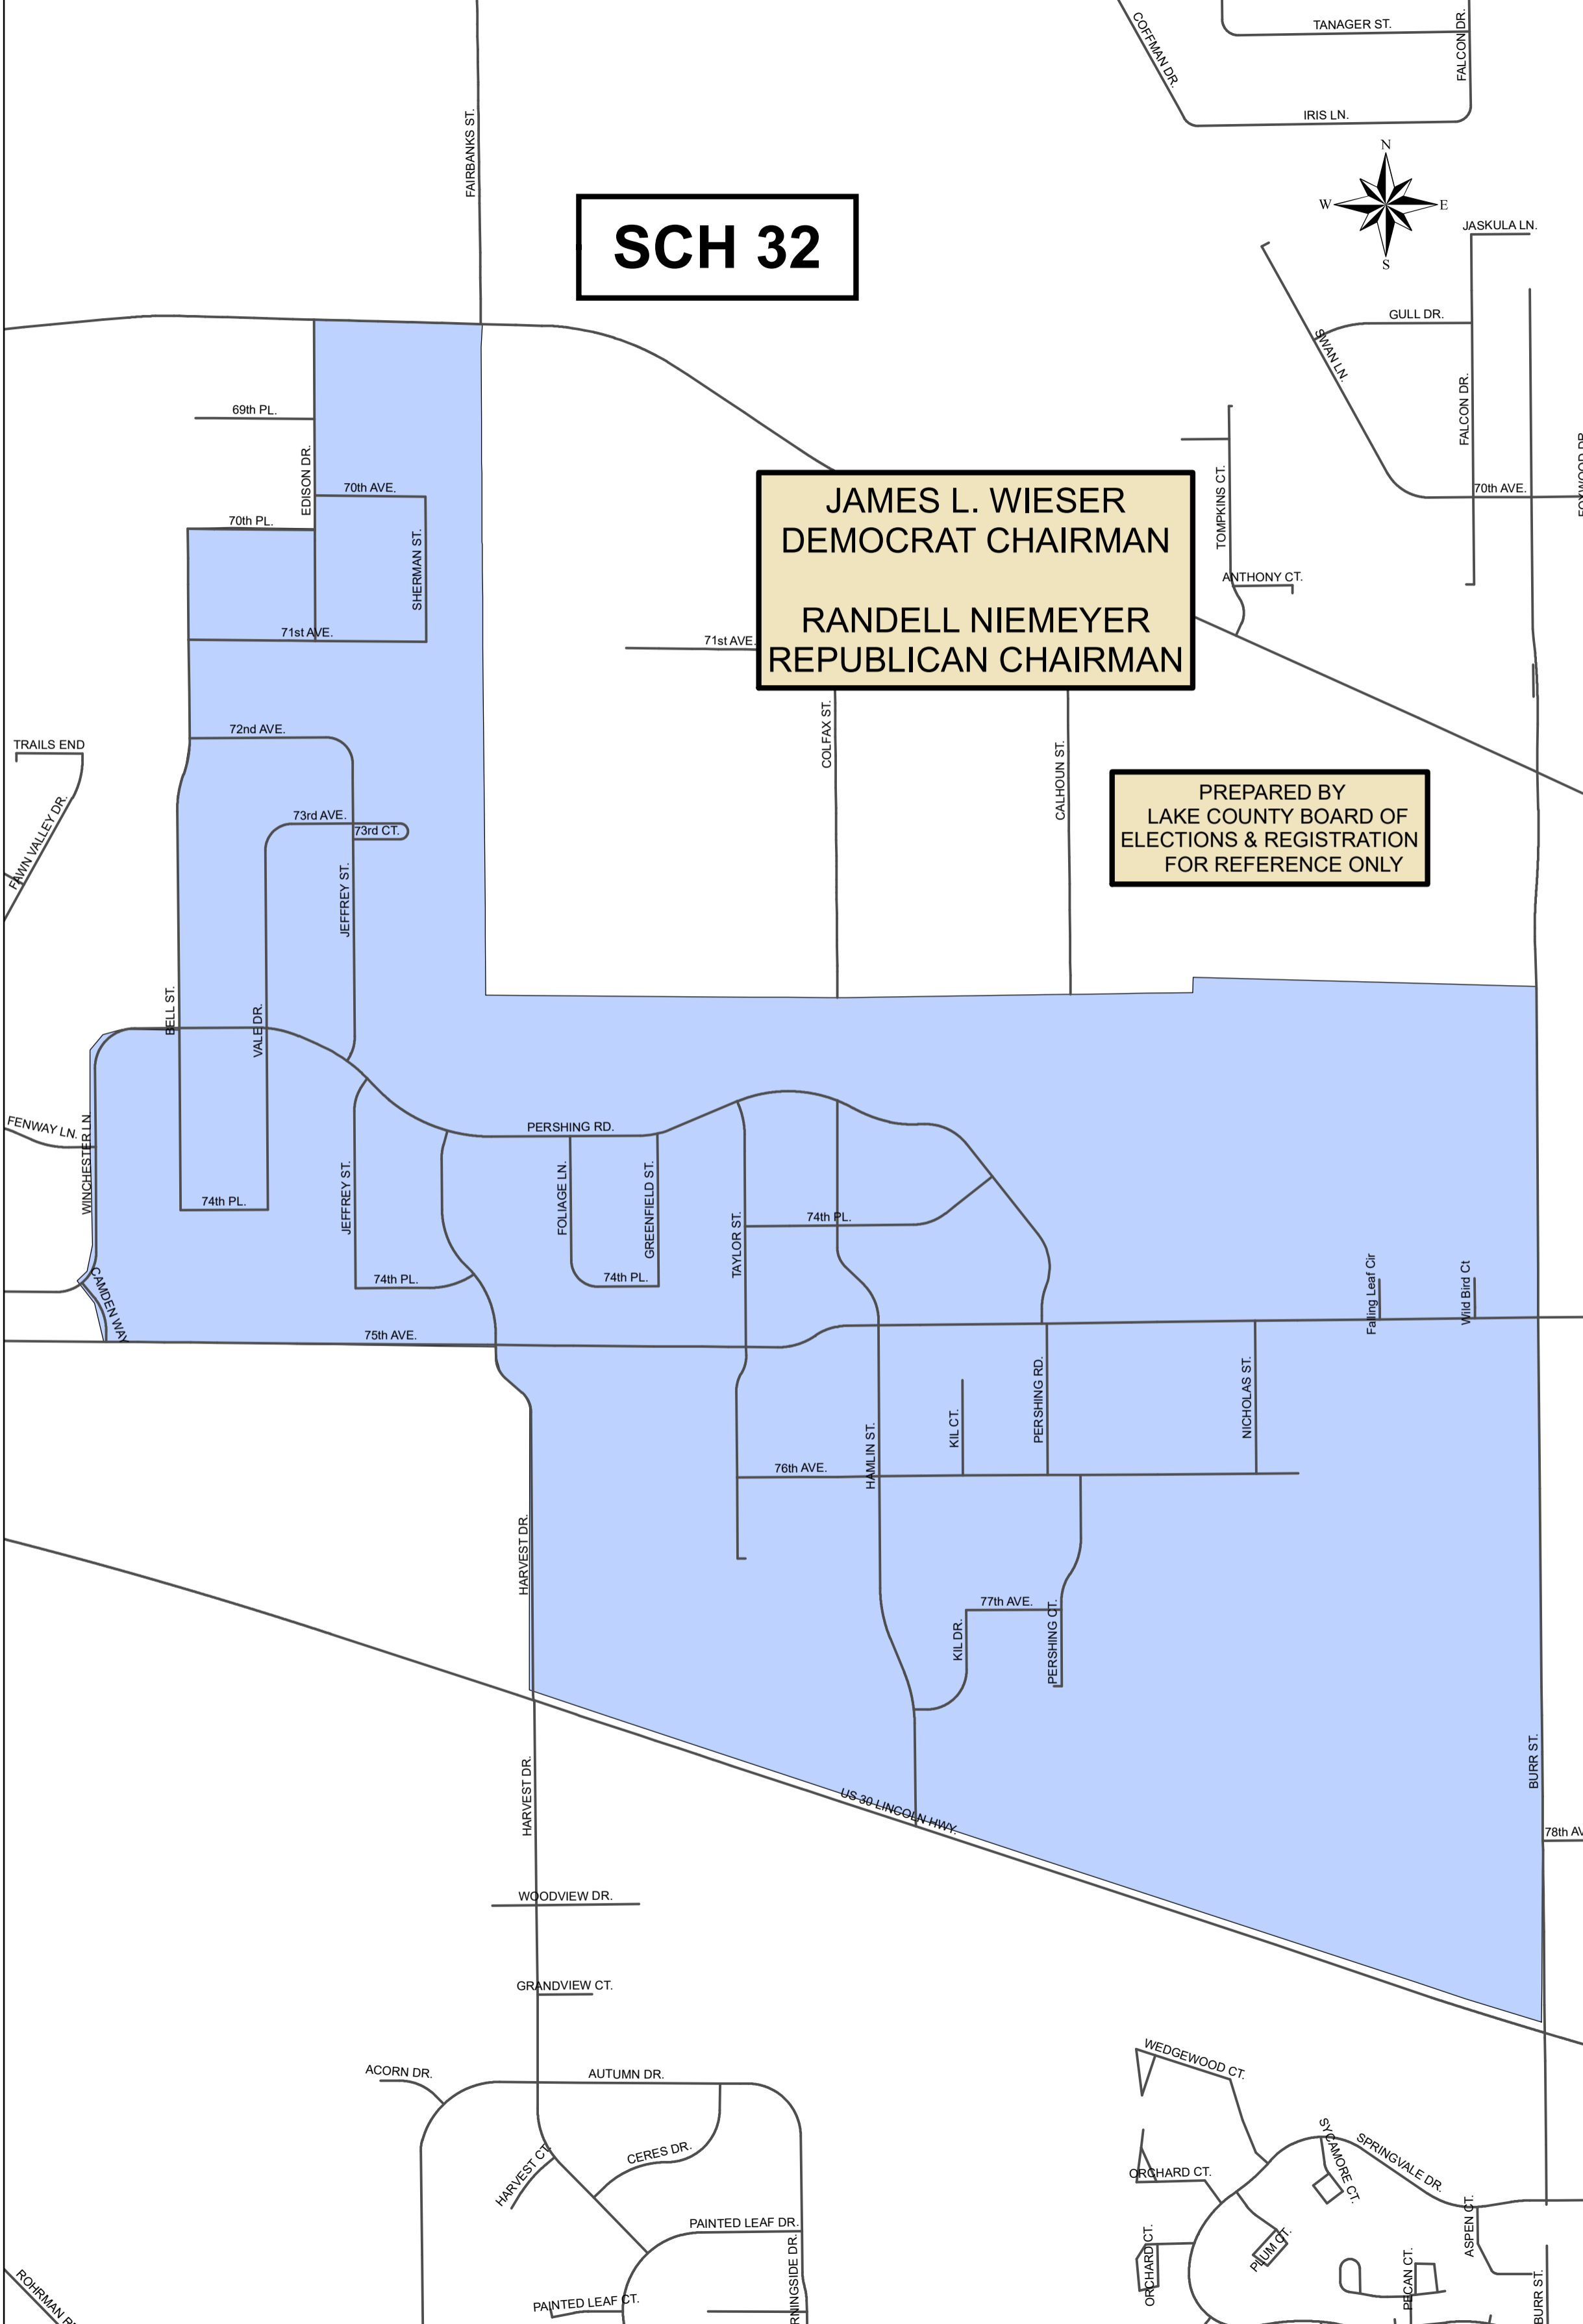 COFFMAN DR.
TANAGER ST.
FALCON DR.
IRIS LN.
FAIRBANKS ST.
N
W
E
S
SCH 32
JASKULA LN.
GULL DR.
SWAN LN.
FALCON DR.
69th PL.
EDISON DR.
70th AVE.
70th PL.
SHERMAN ST.
71st AVE.
JAMES L. WIESER
DEMOCRAT CHAIRMAN
RANDELL NIEMEYER
REPUBLICAN CHAIRMAN
TOMPKINS CT.
70th AVE.
ANTHONY CT.
71st AVE.
COLFAX ST.
CALHOUN ST.
72nd AVE.
TRAILS END
FAWN VALLEY DR.
73rd AVE.
73rd CT.
JEFFREY ST.
PREPARED BY
LAKE COUNTY BOARD OF
ELECTIONS & REGISTRATION
FOR REFERENCE ONLY
BELL ST.
VALE DR.
FENWAY LN.
WINCHESTER LN.
PERSHING RD.
74th PL.
JEFFREY ST.
FOLIAGE LN.
GREENFIELD ST.
TAYLOR ST.
74th PL.
74th PL.
74th PL.
CAMDEN WAY
Falling Leaf Cir
Wild Bird Ct
75th AVE.
HAMLIN ST.
KIL CT.
PERSHING RD.
NICHOLAS ST.
76th AVE.
HARVEST DR.
77th AVE.
KIL DR.
PERSHING CT.
HARVEST DR.
US 30 LINCOLN HWY.
BURR ST.
78th AV
WOODVIEW DR.
GRANDVIEW CT.
ACORN DR.
AUTUMN DR.
WEDGEWOOD CT.
HARVEST CT.
CERES DR.
ORCHARD CT.
SYCAMORE CT.
SPRINGVALE DR.
PAINTED LEAF DR.
ORCHARD CT.
PLUM CT.
ASPEN CT.
PECAN CT.
BURR ST.
RNINGSIDE DR.
PAINTED LEAF CT.
ROHRMAN